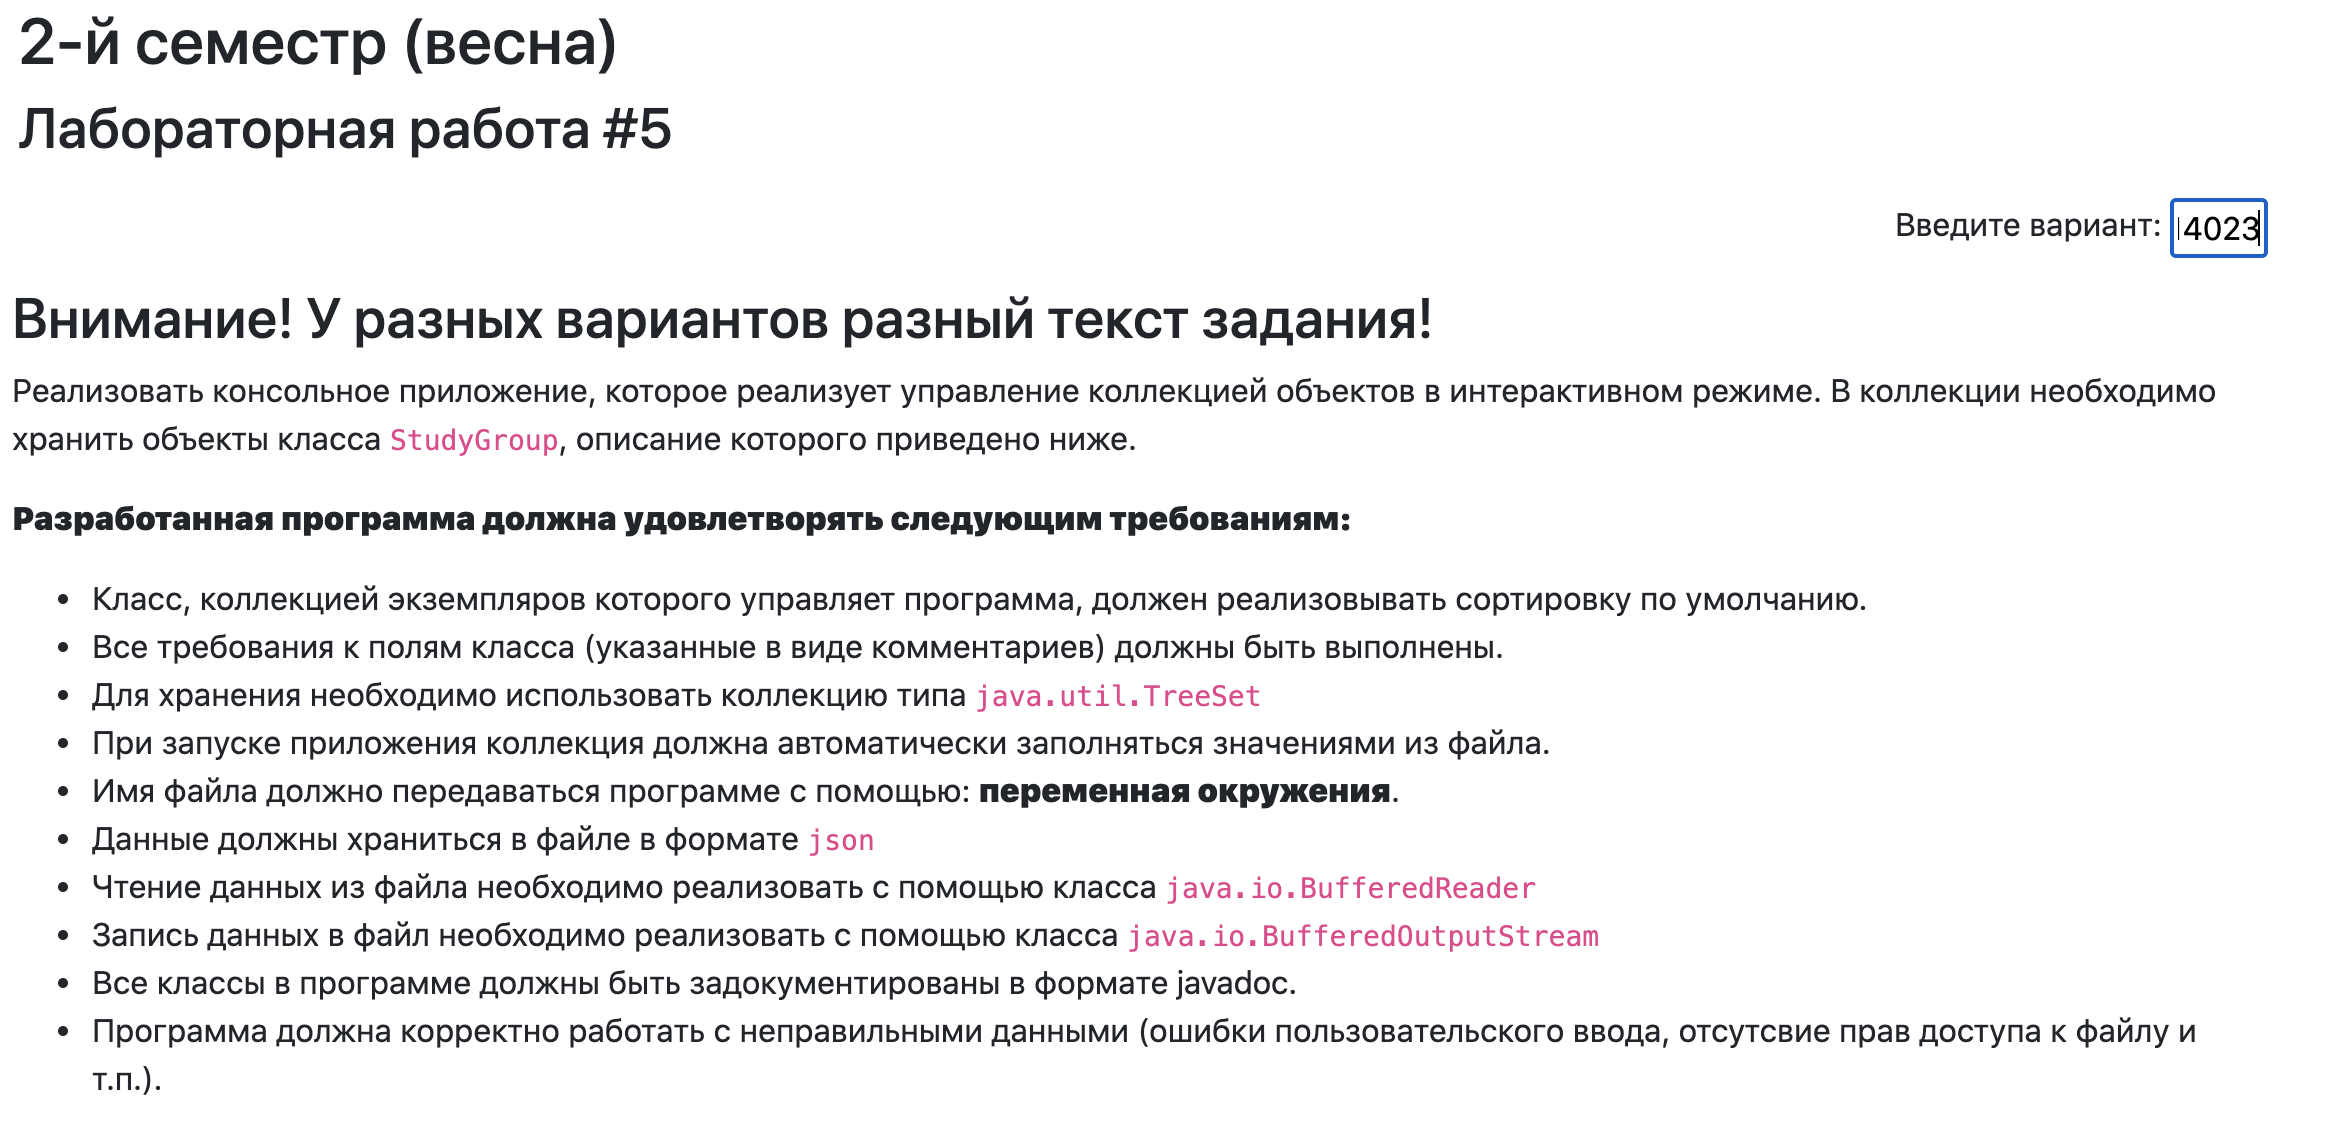 2-й семестр (весна)
Лабораторная работа #5
Введите вариант: 4023
Внимание! У разных вариантов разный текст задания!
Реализовать консольное приложение, которое реализует управление коллекцией объектов в интерактивном режиме. В коллекции необходимо
хранить объекты класса StudyGroup, описание которого приведено ниже.
Разработанная программа должна удовлетворять следующим требованиям:
• Класс, коллекцией экземпляров которого управляет программа, должен реализовывать сортировку по умолчанию.
• Все требования к полям класса (указанные в виде комментариев) должны быть выполнены.
• Для хранения необходимо использовать коллекцию типа java.util.TreeSet
• При запуске приложения коллекция должна автоматически заполняться значениями из файла.
• Имя файла должно передаваться программе с помощью: переменная окружения.
• Данные должны храниться в файле в формате json
• Чтение данных из файла необходимо реализовать с помощью класса java.io.BufferedReader
• Запись данных в файл необходимо реализовать с помощью класса java.io.BufferedOutputStream
• Все классы в программе должны быть задокументированы в формате javadoc.
• Программа должна корректно работать с неправильными данными (ошибки пользовательского ввода, отсутсвие прав доступа к файлу и
т.п.).